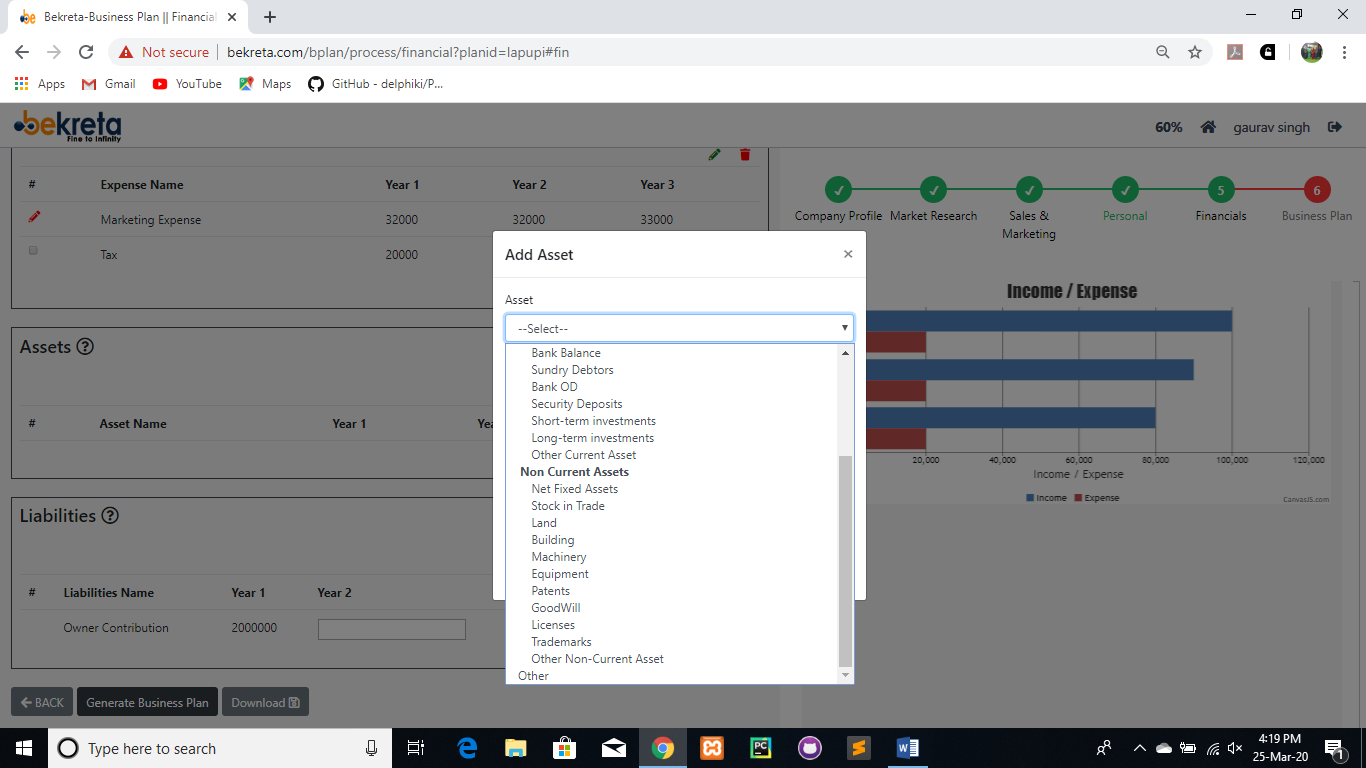 Bekreta-Business Plan || Financial
Not secure
bekreta.com/bplan/process/financial?planid=lapupi#fin
Apps
Gmail
YouTube
Maps
GitHub - delphiki/P...
bekreta
Fine to Infinity
60%
gaurav singh
# Expense Name Year 1 Year 2 Year 3
Marketing Expense 32000 32000 33000
Tax 20000
Company Profile
Market Research
Sales &
Marketing
Personal
5
Financials
6
Business Plan
Add Asset
×
Asset
--Select--
Bank Balance
Sundry Debtors
Bank OD
Security Deposits
Short-term investments
Long-term investments
Other Current Asset
Non Current Assets
Net Fixed Assets
Stock in Trade
Land
Building
Machinery
Equipment
Patents
GoodWill
Licenses
Trademarks
Other Non-Current Asset
Other
Assets ?
# Asset Name Year 1
Liabilities ?
# Liabilities Name Year 1 Year 2
Owner Contribution 2000000
BACK
Generate Business Plan
Download
Income / Expense
20,000 40,000 60,000 80,000 100,000 120,000
Income / Expense
Income Expense
CanvasJS.com
Type here to search
4:19 PM
25-Mar-20
1